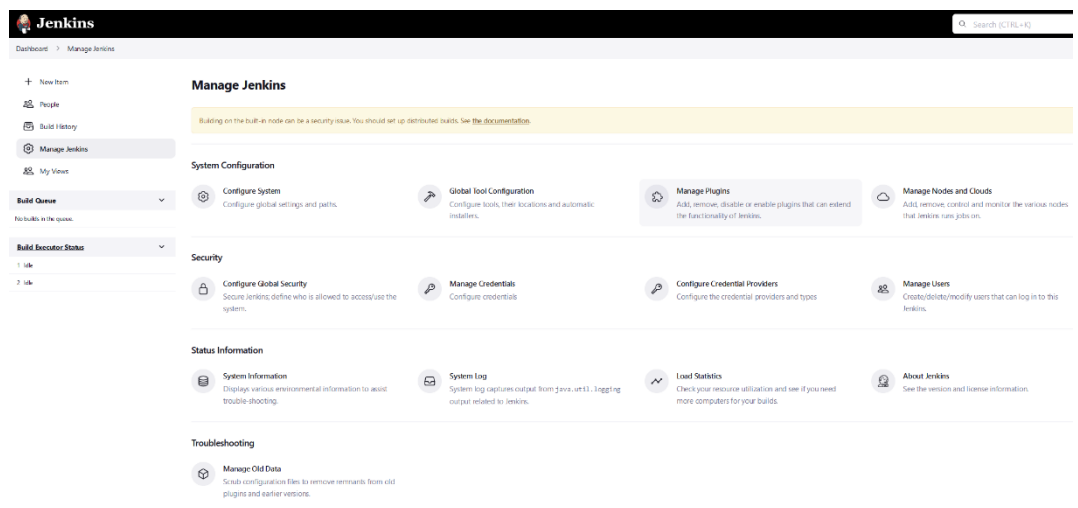 Jenkins
Search (CTRL+K)
Dashboard > Manage Jenkins
New Item
People
Build History
Manage Jenkins
My Views
Build Queue
No builds in the queue.
Build Executor Status
1 Idle
2 Idle
Manage Jenkins
Building on the built-in node can be a security issue. You should set up distributed builds. See the documentation.
System Configuration
Configure System
Configure global settings and paths.
Global Tool Configuration
Configure tools, their locations and automatic
installers.
Manage Plugins
Add, remove, disable or enable plugins that can extend
the functionality of Jenkins.
Manage Nodes and Clouds
Add, remove, control and monitor the various nodes
that Jenkins runs jobs on.
Security
Configure Global Security
Secure Jenkins; define who is allowed to access/use the
system.
Manage Credentials
Configure credentials
Configure Credential Providers
Configure the credential providers and types
Manage Users
Create/delete/modify users that can log in to this
Jenkins.
Status Information
System Information
Displays various environmental information to assist
trouble-shooting.
System Log
System log captures output from java.util.logging
output related to Jenkins.
Load Statistics
Check your resource utilization and see if you need
more computers for your builds.
About Jenkins
See the version and license information.
Troubleshooting
Manage Old Data
Scrub configuration files to remove remnants from old
plugins and earlier versions.